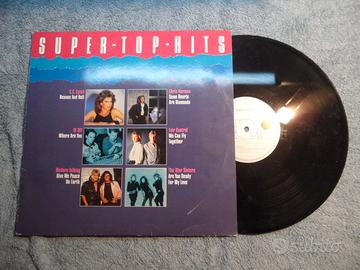 SUPER-TOP-HITS
C.C. Catch
Heaven And Hell
Chris Norman
Some Hearts
Are Diamonds
Where Are You
Fair Control
We Can Fly
Together
Modern Talking
Give Me Peace
On Earth
The Star Sisters
Are You Ready
For My Love
subito